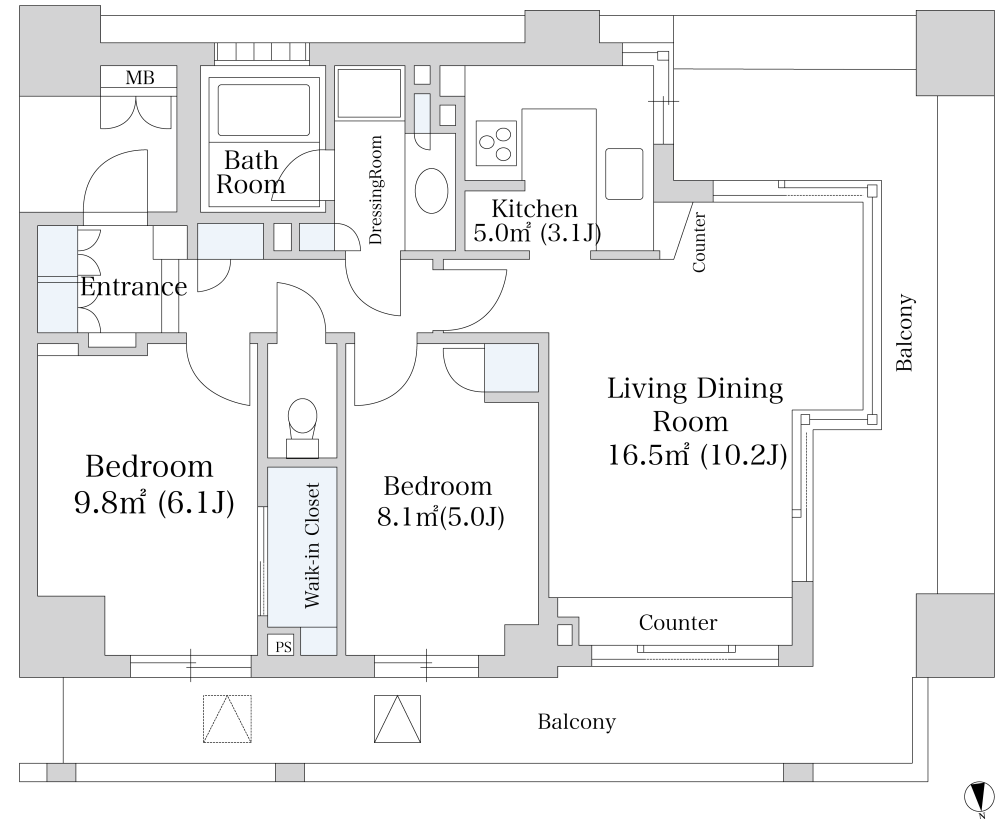 MB
Bath
Room
DressingRoom
Kitchen
5.0㎡ (3.1J)
Counter
Entrance
Balcony
Living Dining
Room
16.5㎡ (10.2J)
Bedroom
9.8㎡ (6.1J)
Bedroom
8.1㎡(5.0J)
Waik-in Closet
Counter
PS
Balcony
N